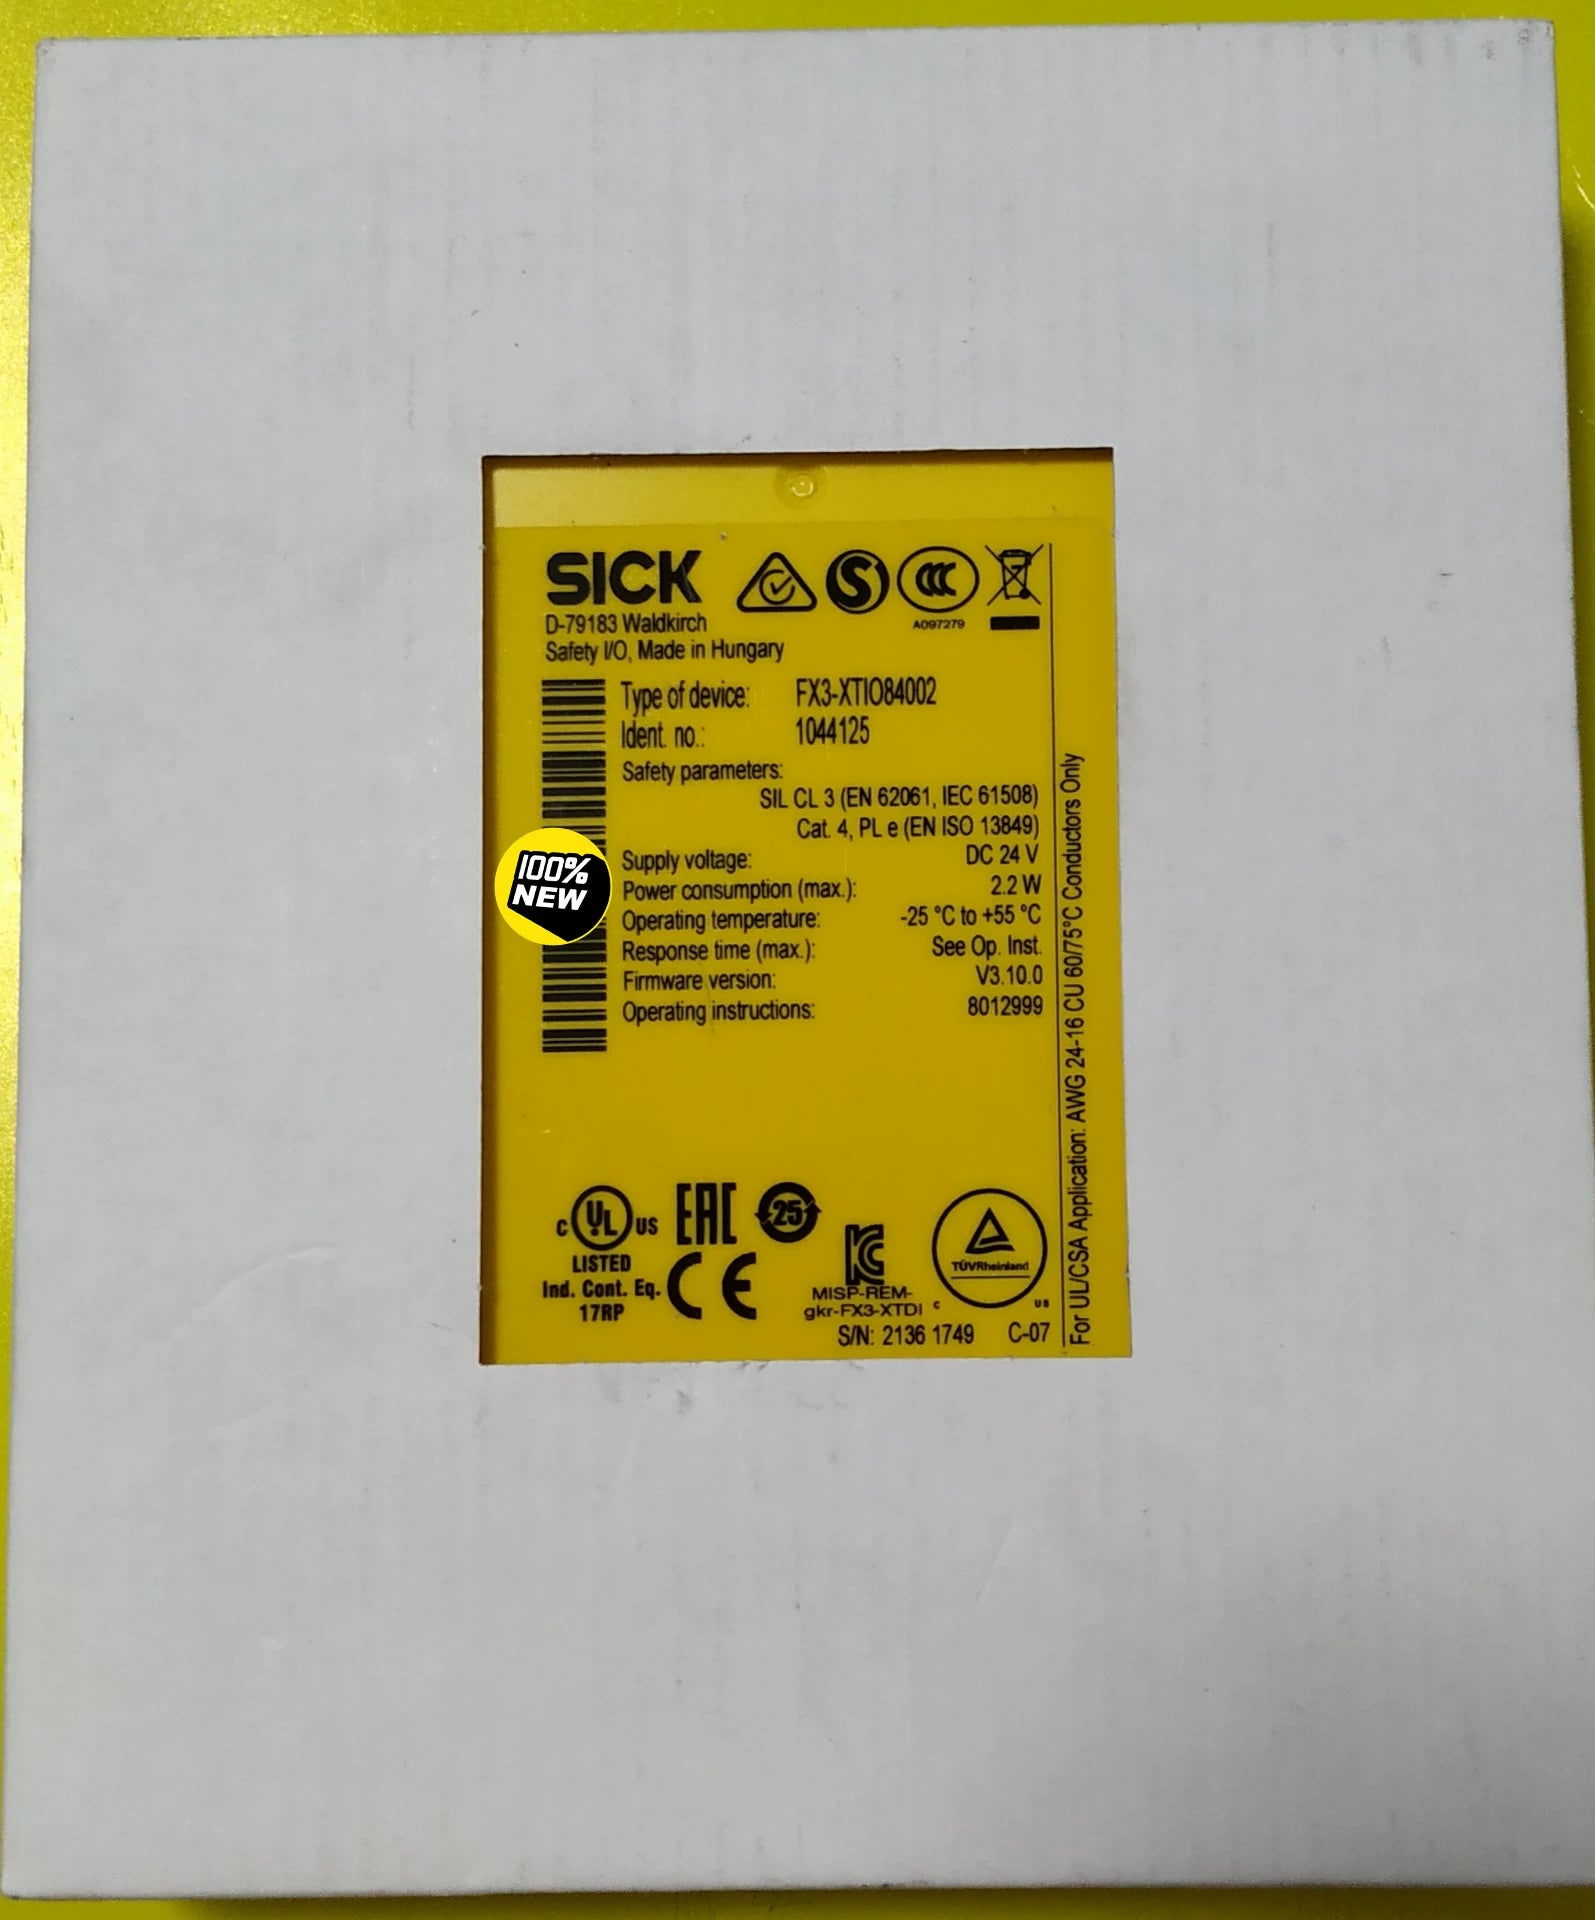 SICK
A097279
D-79183 Waldkirch
Safety I/O, Made in Hungary
Type of device: FX3-XTIO84002
Ident. no.: 1044125
Safety parameters:
SIL CL 3 (EN 62061, IEC 61508)
Cat. 4, PL e (EN ISO 13849)
Supply voltage: DC 24 V
Power consumption (max.): 2.2 W
Operating temperature: -25 °C to +55 °C
Response time (max.): See Op. Inst.
Firmware version: V3.10.0
Operating instructions: 8012999
100%
NEW
For UL/CSA Application: AWG 24-16 CU 60/75°C Conductors Only
c UL us
LISTED
Ind. Cont. Eq.
17RP
EAC
25
CE
KC
MISP-REM-
gkr-FX3-XTDI
TÜVRheinland
c us
S/N: 2136 1749 C-07